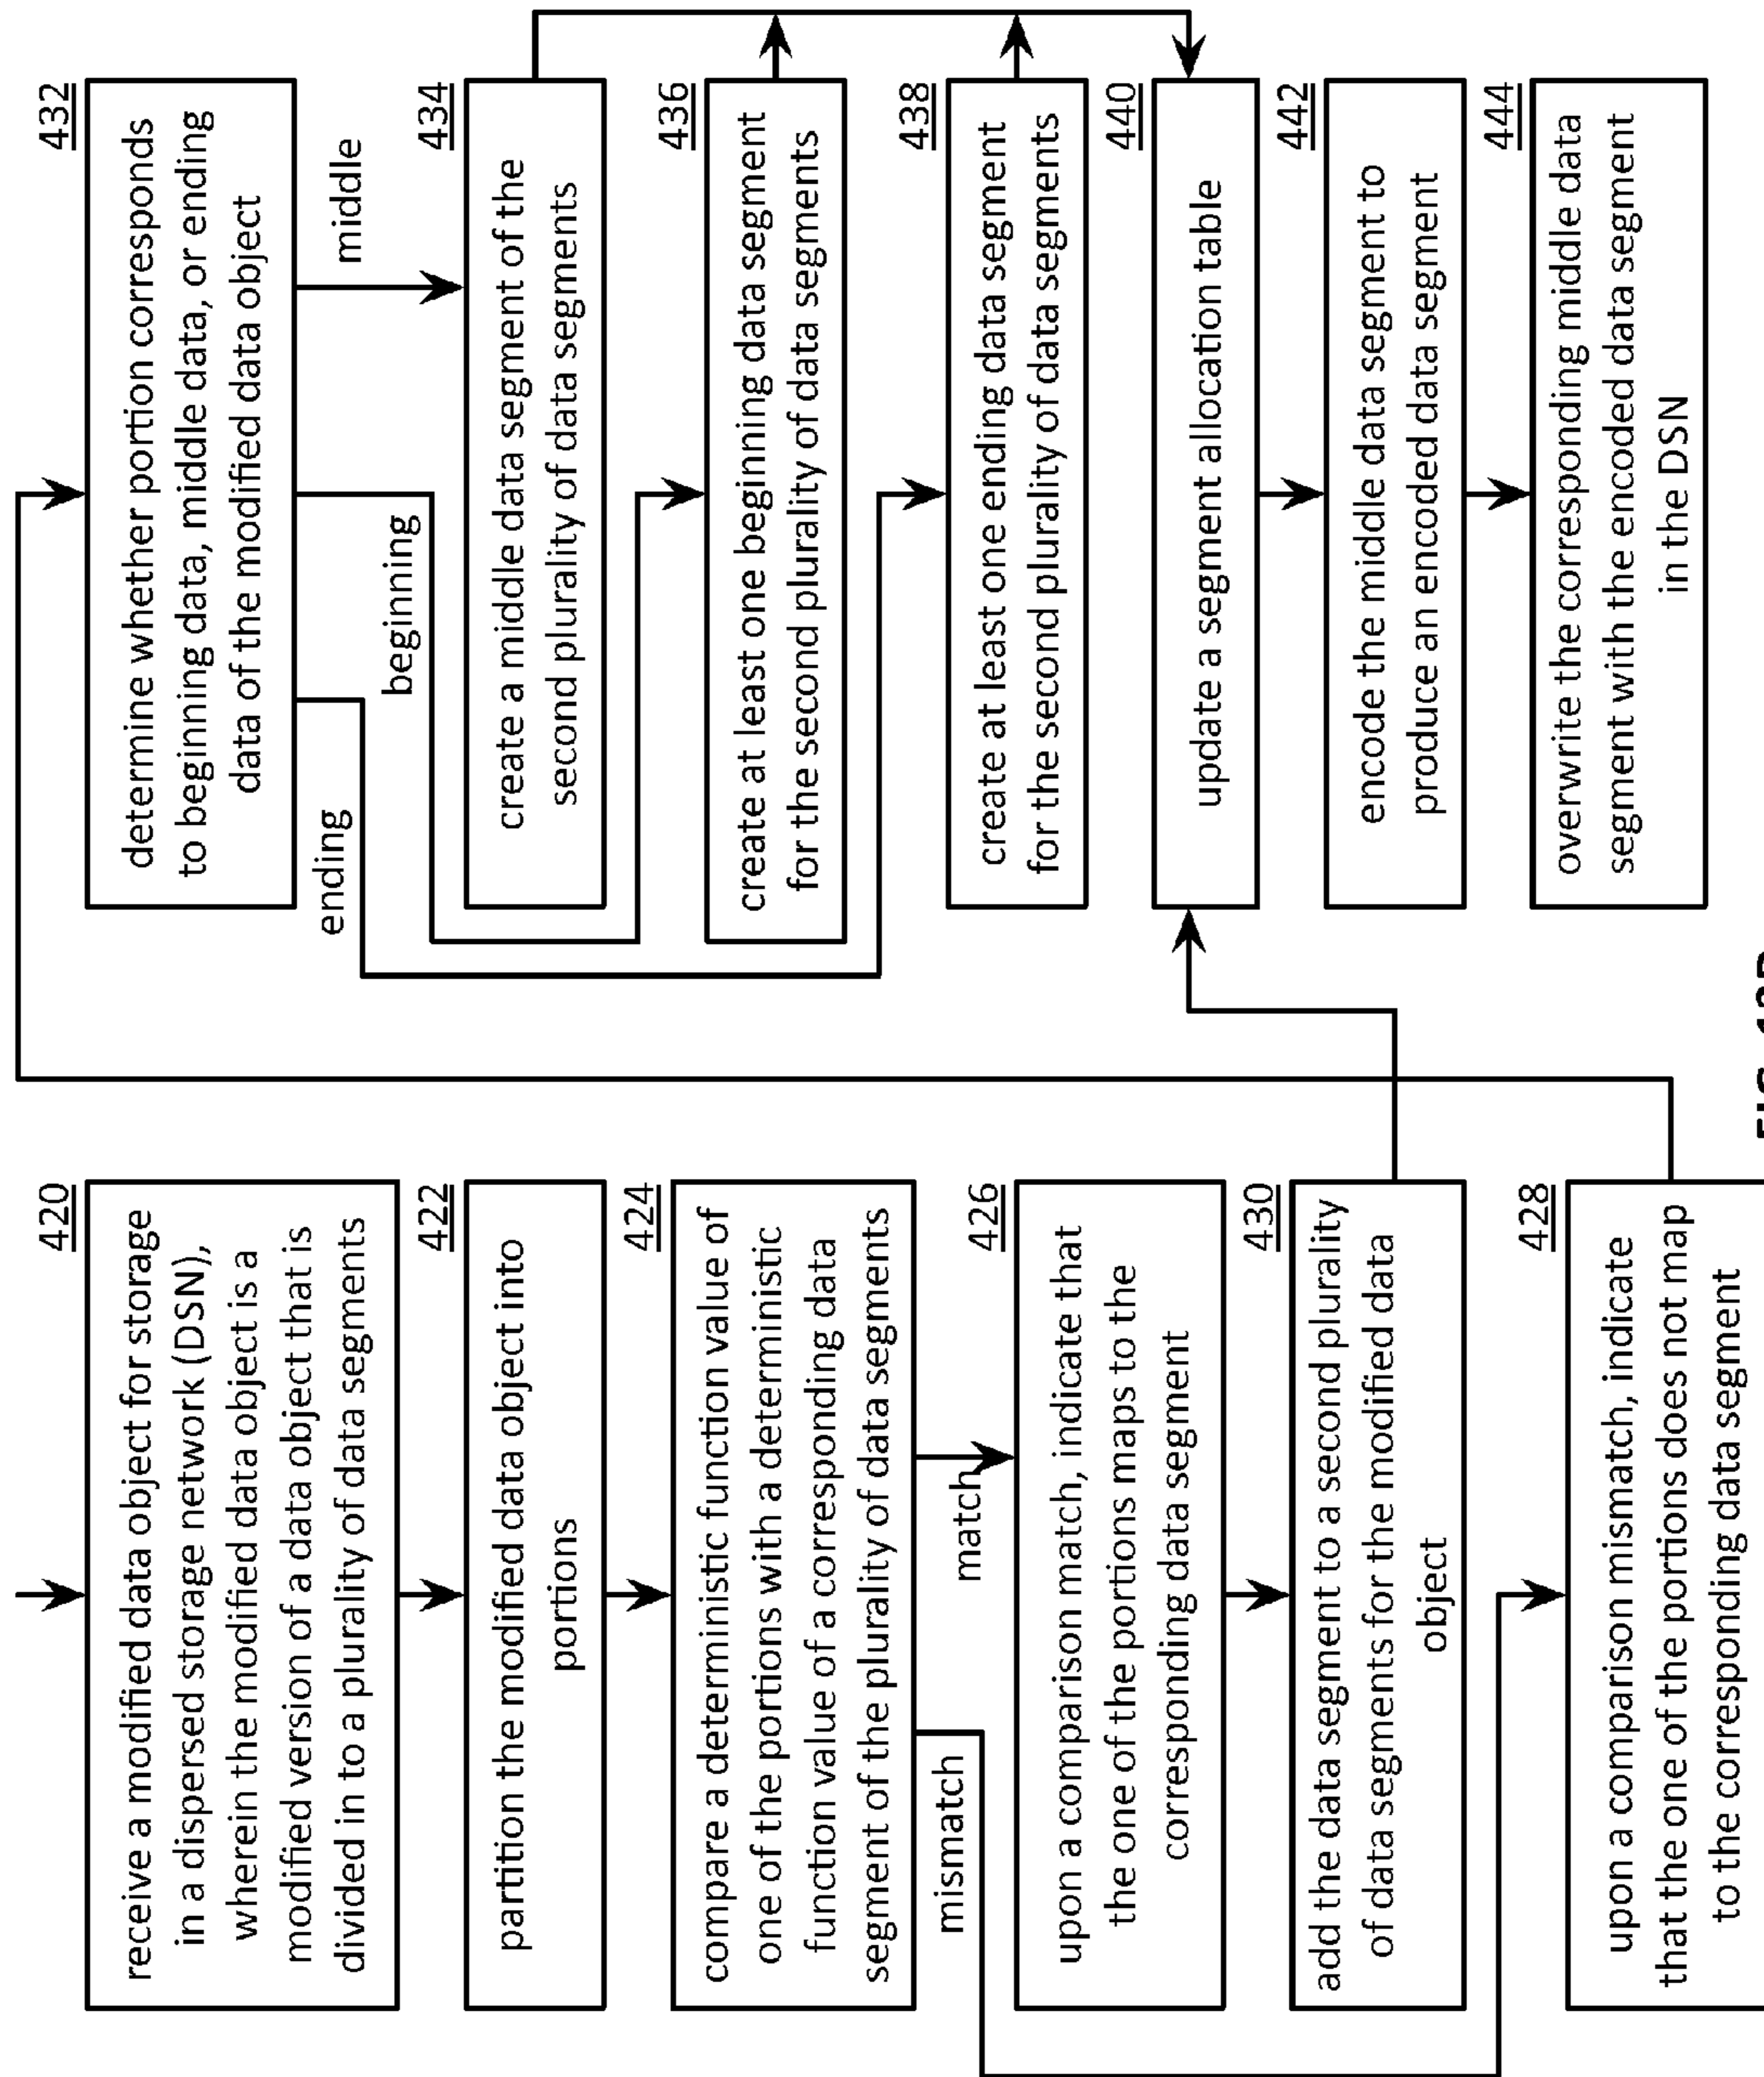 420
receive a modified data object for storage
in a dispersed storage network (DSN),
wherein the modified data object is a
modified version of a data object that is
divided in to a plurality of data segments
422
partition the modified data object into
portions
424
compare a deterministic function value of
one of the portions with a deterministic
function value of a corresponding data
segment of the plurality of data segments
mismatch
match
426
upon a comparison match, indicate that
the one of the portions maps to the
corresponding data segment
430
add the data segment to a second plurality
of data segments for the modified data
object
428
upon a comparison mismatch, indicate
that the one of the portions does not map
to the corresponding data segment
432
determine whether portion corresponds
to beginning data, middle data, or ending
data of the modified data object
ending
beginning
middle
434
create a middle data segment of the
second plurality of data segments
436
create at least one beginning data segment
for the second plurality of data segments
438
create at least one ending data segment
for the second plurality of data segments
440
update a segment allocation table
442
encode the middle data segment to
produce an encoded data segment
444
overwrite the corresponding middle data
segment with the encoded data segment
in the DSN